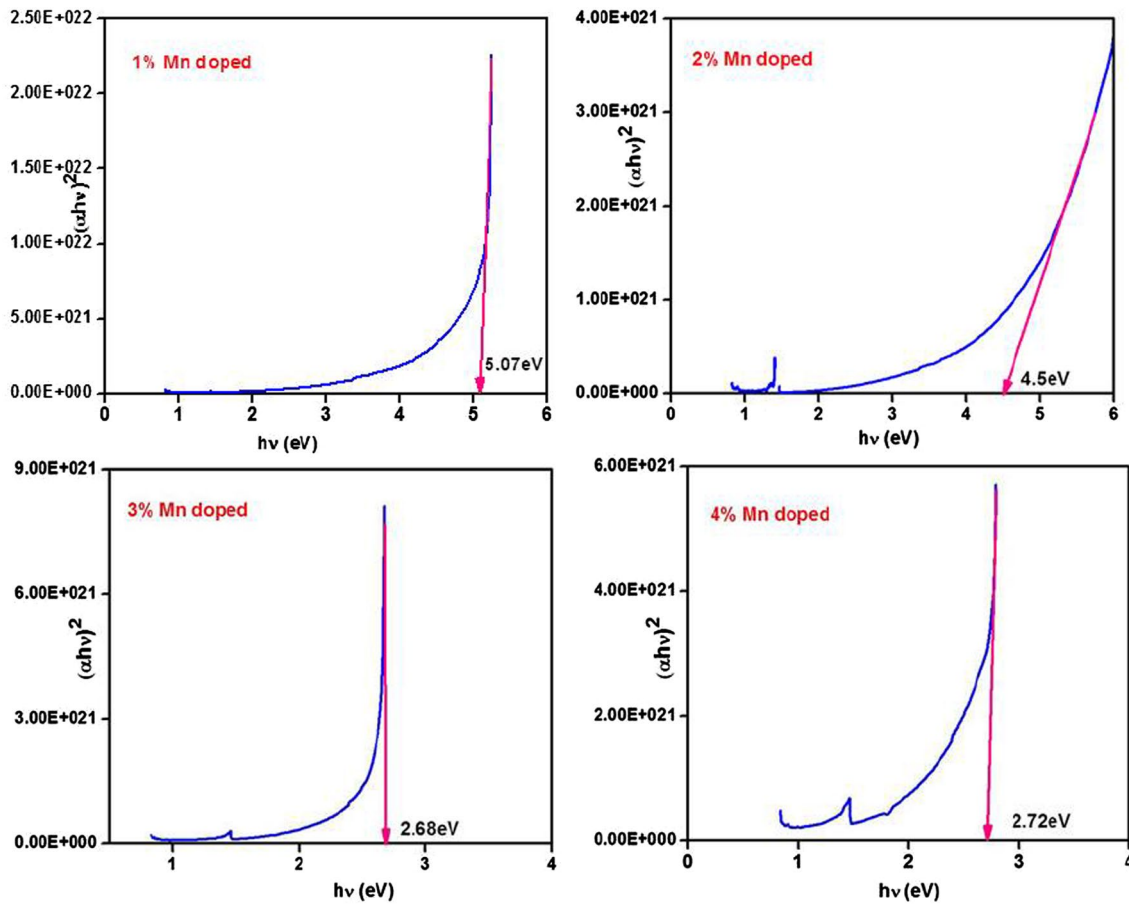 2.50E+022
2.00E+022
1.50E+022
1.00E+022
5.00E+021
0.00E+000
(αhν)²
1% Mn doped
5.07eV
0 1 2 3 4 5 6
hν (eV)
4.00E+021
3.00E+021
2.00E+021
1.00E+021
0.00E+000
(αhν)²
2% Mn doped
4.5eV
0 1 2 3 4 5 6
hν (eV)
9.00E+021
6.00E+021
3.00E+021
0.00E+000
(αhν)²
3% Mn doped
2.68eV
1 2 3 4
hν (eV)
6.00E+021
4.00E+021
2.00E+021
0.00E+000
(αhν)²
4% Mn doped
2.72eV
0 1 2 3 4
hν (eV)